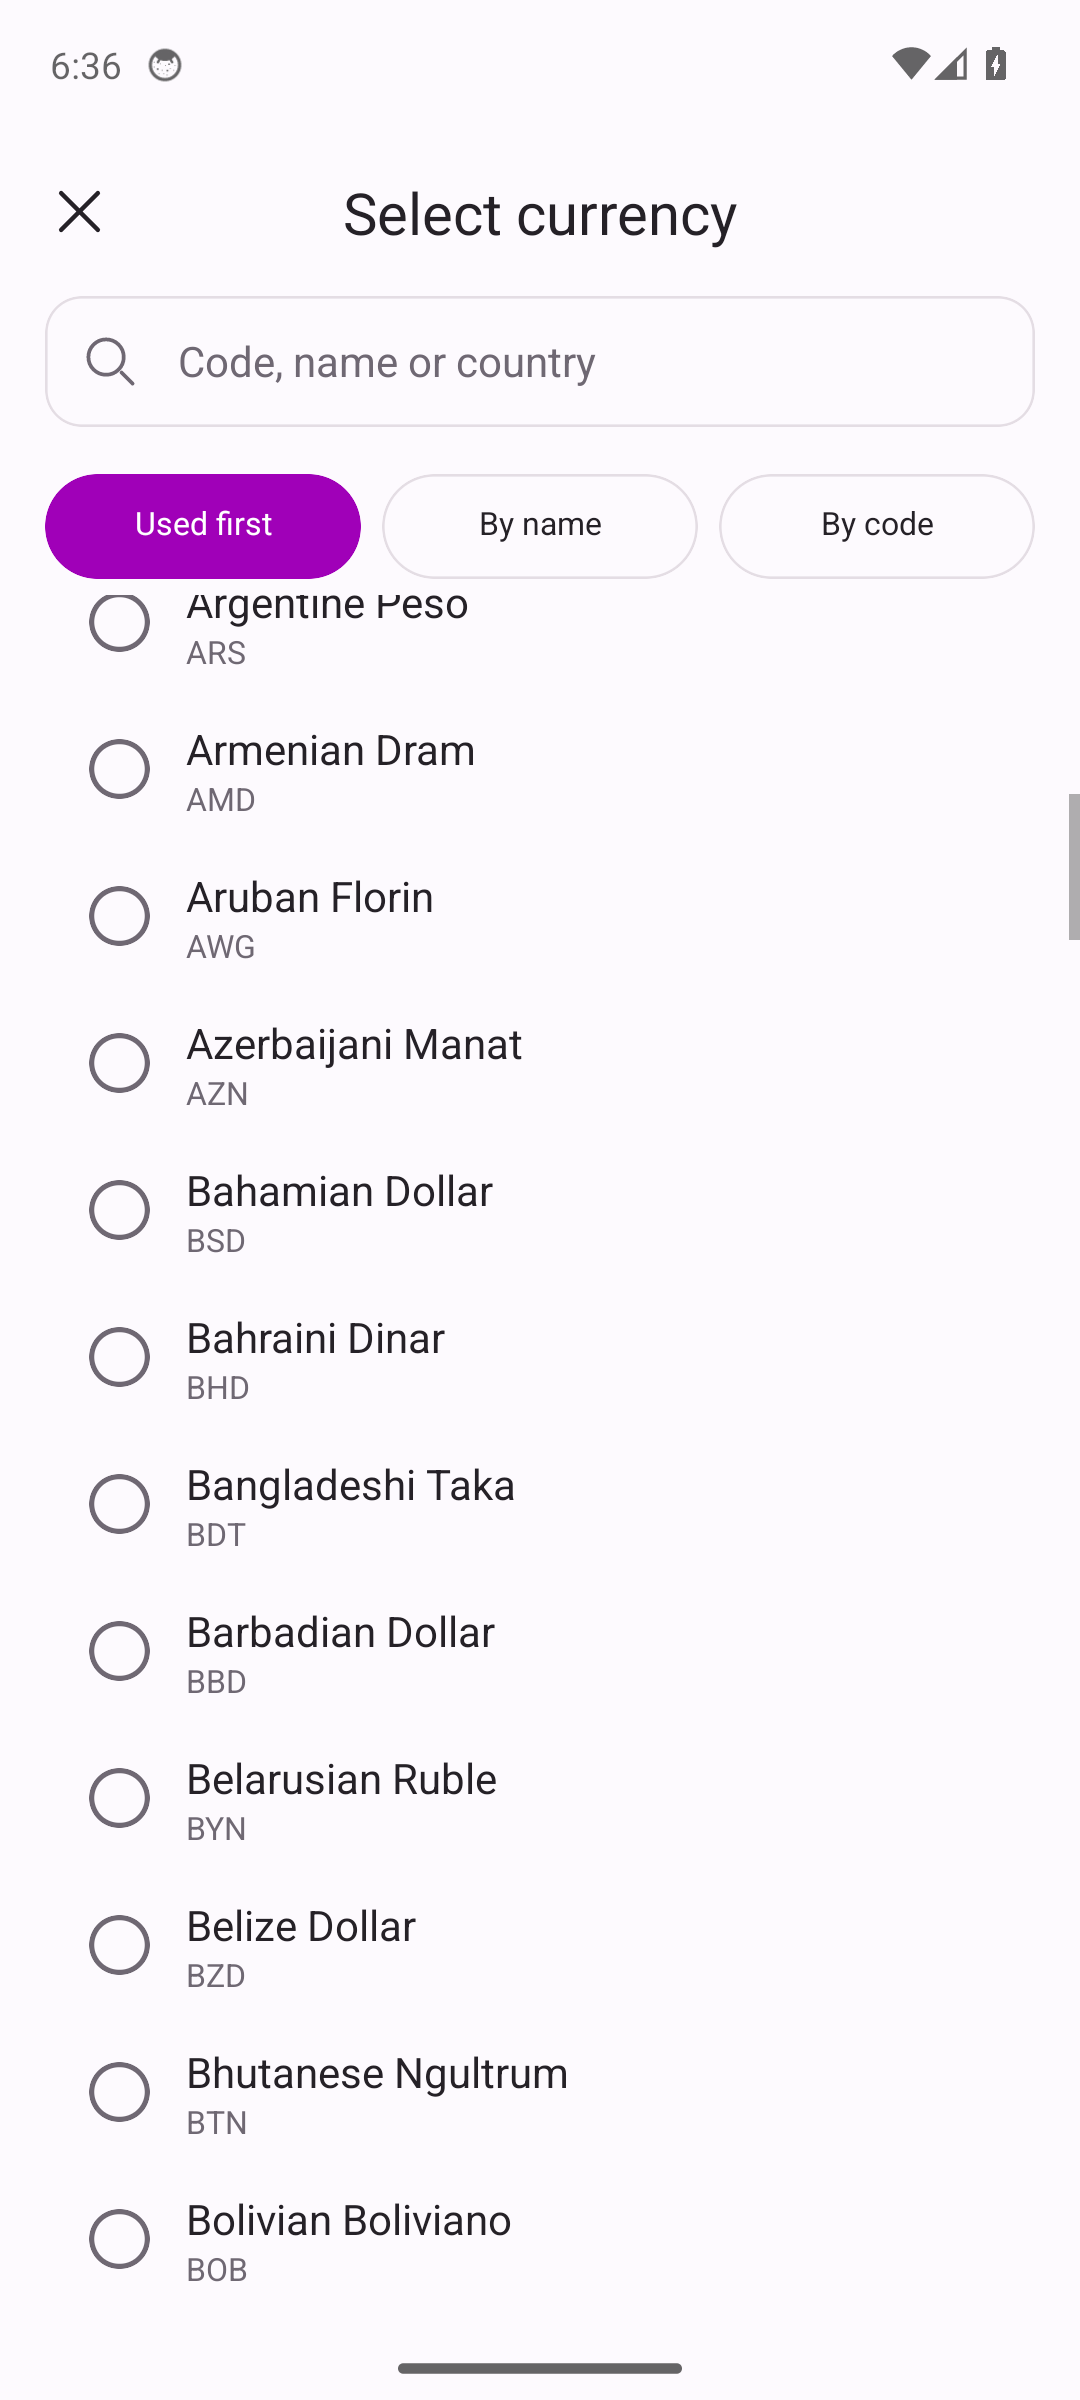 6:36
Select currency
Code, name or country
Used first
By name
By code
Argentine Peso
ARS
Armenian Dram
AMD
Aruban Florin
AWG
Azerbaijani Manat
AZN
Bahamian Dollar
BSD
Bahraini Dinar
BHD
Bangladeshi Taka
BDT
Barbadian Dollar
BBD
Belarusian Ruble
BYN
Belize Dollar
BZD
Bhutanese Ngultrum
BTN
Bolivian Boliviano
BOB